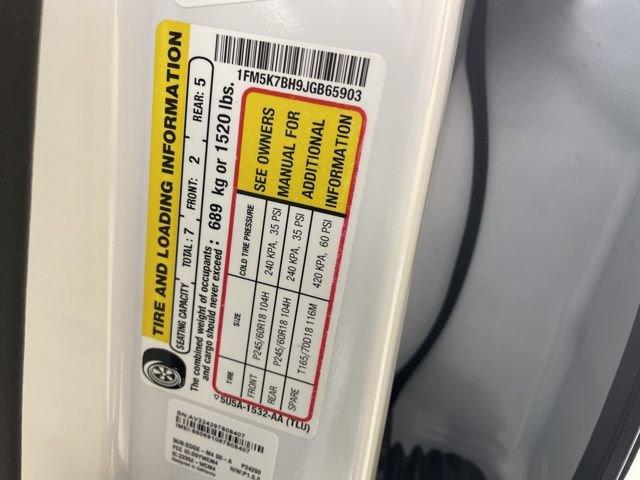 1FM5K7BH9JGB65903
TIRE AND LOADING INFORMATION
SEATING CAPACITY TOTAL: 7 FRONT: 2 REAR: 5
The combined weight of occupants
and cargo should never exceed: 689 kg or 1520 lbs.
TIRE SIZE COLD TIRE PRESSURE
FRONT P245/60R18 104H 240 KPA, 35 PSI
REAR P245/60R18 104H 240 KPA, 35 PSI
SPARE T165/70D18 116M 420 KPA, 60 PSI
SEE OWNERS
MANUAL FOR
ADDITIONAL
INFORMATION
5U5A-1532-AA (TLU)
SN:AV224297808407
P24290